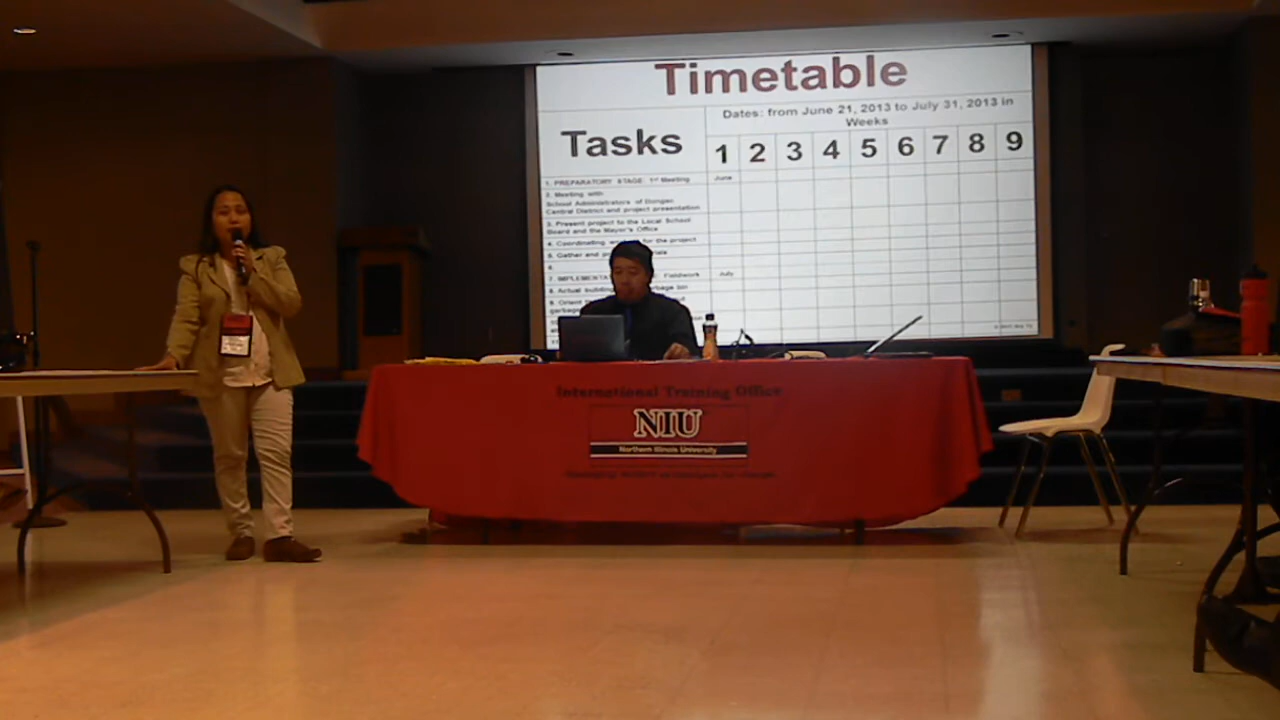 Timetable
Tasks
Dates: from June 21, 2013 to July 31, 2013 in
Weeks
1 2 3 4 5 6 7 8 9
1. PREPARATORY STAGE: 1st Meeting
June
2. Meeting with:
School Administrators of Dungao
Central District and project presentation
3. Present project to the Local School
Board and the Mayor's Office
4. Coordinating for the project
5. Gather and
6.
7. Fieldwork
July
8. Actual bin
9. Orient
International Training Office
NIU
Northern Illinois University